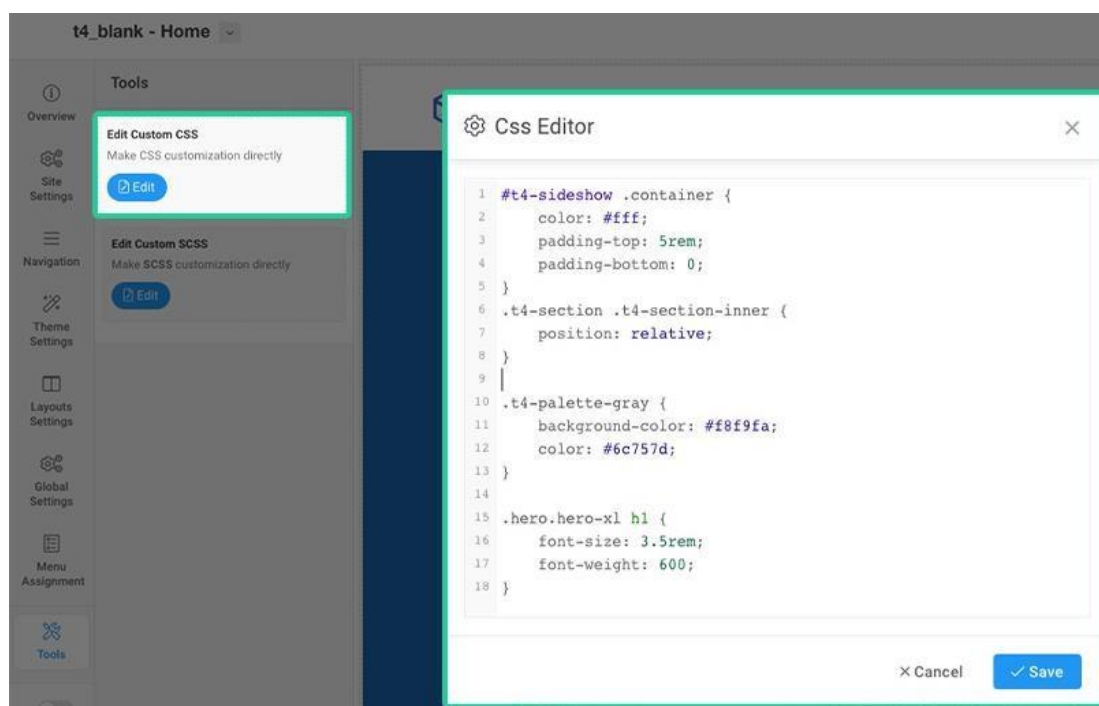 t4_blank - Home
Overview
Site
Settings
Navigation
Theme
Settings
Layouts
Settings
Global
Settings
Menu
Assignment
Tools
Tools
Edit Custom CSS
Make CSS customization directly
Edit
Edit Custom SCSS
Make SCSS customization directly
Edit
Css Editor
1 #t4-sideshow .container {
2 color: #fff;
3 padding-top: 5rem;
4 padding-bottom: 0;
5 }
6 .t4-section .t4-section-inner {
7 position: relative;
8 }
9
10 .t4-palette-gray {
11 background-color: #f8f9fa;
12 color: #6c757d;
13 }
14
15 .hero.hero-xl h1 {
16 font-size: 3.5rem;
17 font-weight: 600;
18 }
Cancel
Save